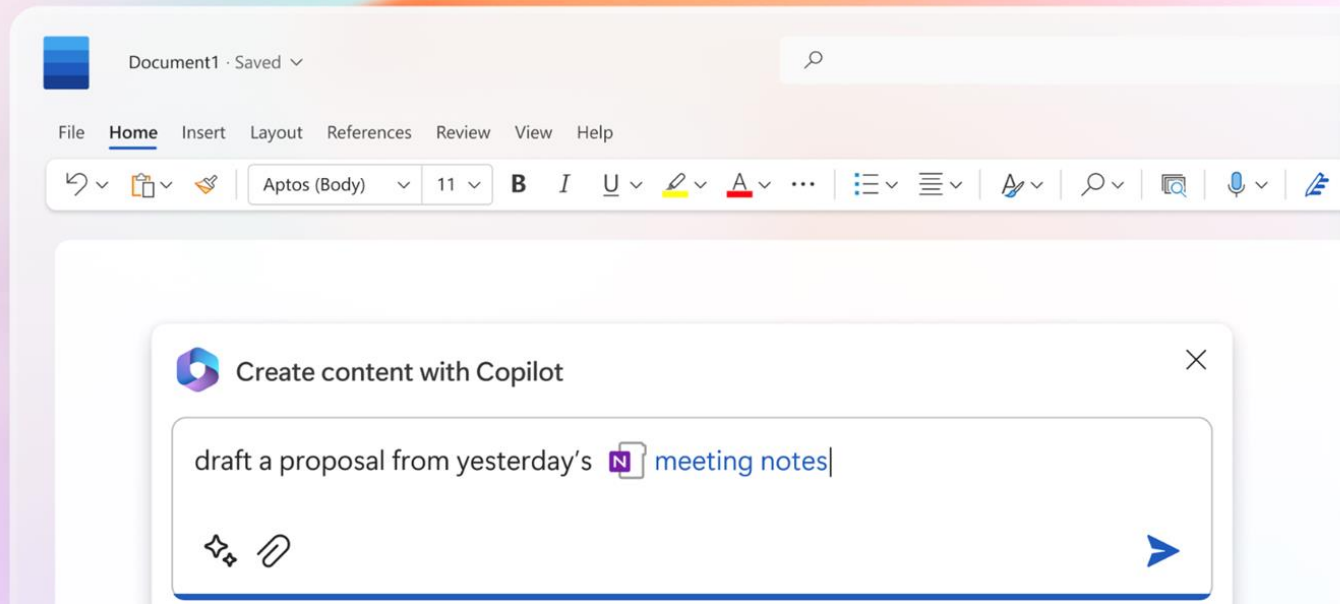 Document1 · Saved
File Home Insert Layout References Review View Help
Aptos (Body) 11 B I U A A
Create content with Copilot
draft a proposal from yesterday’s N meeting notes